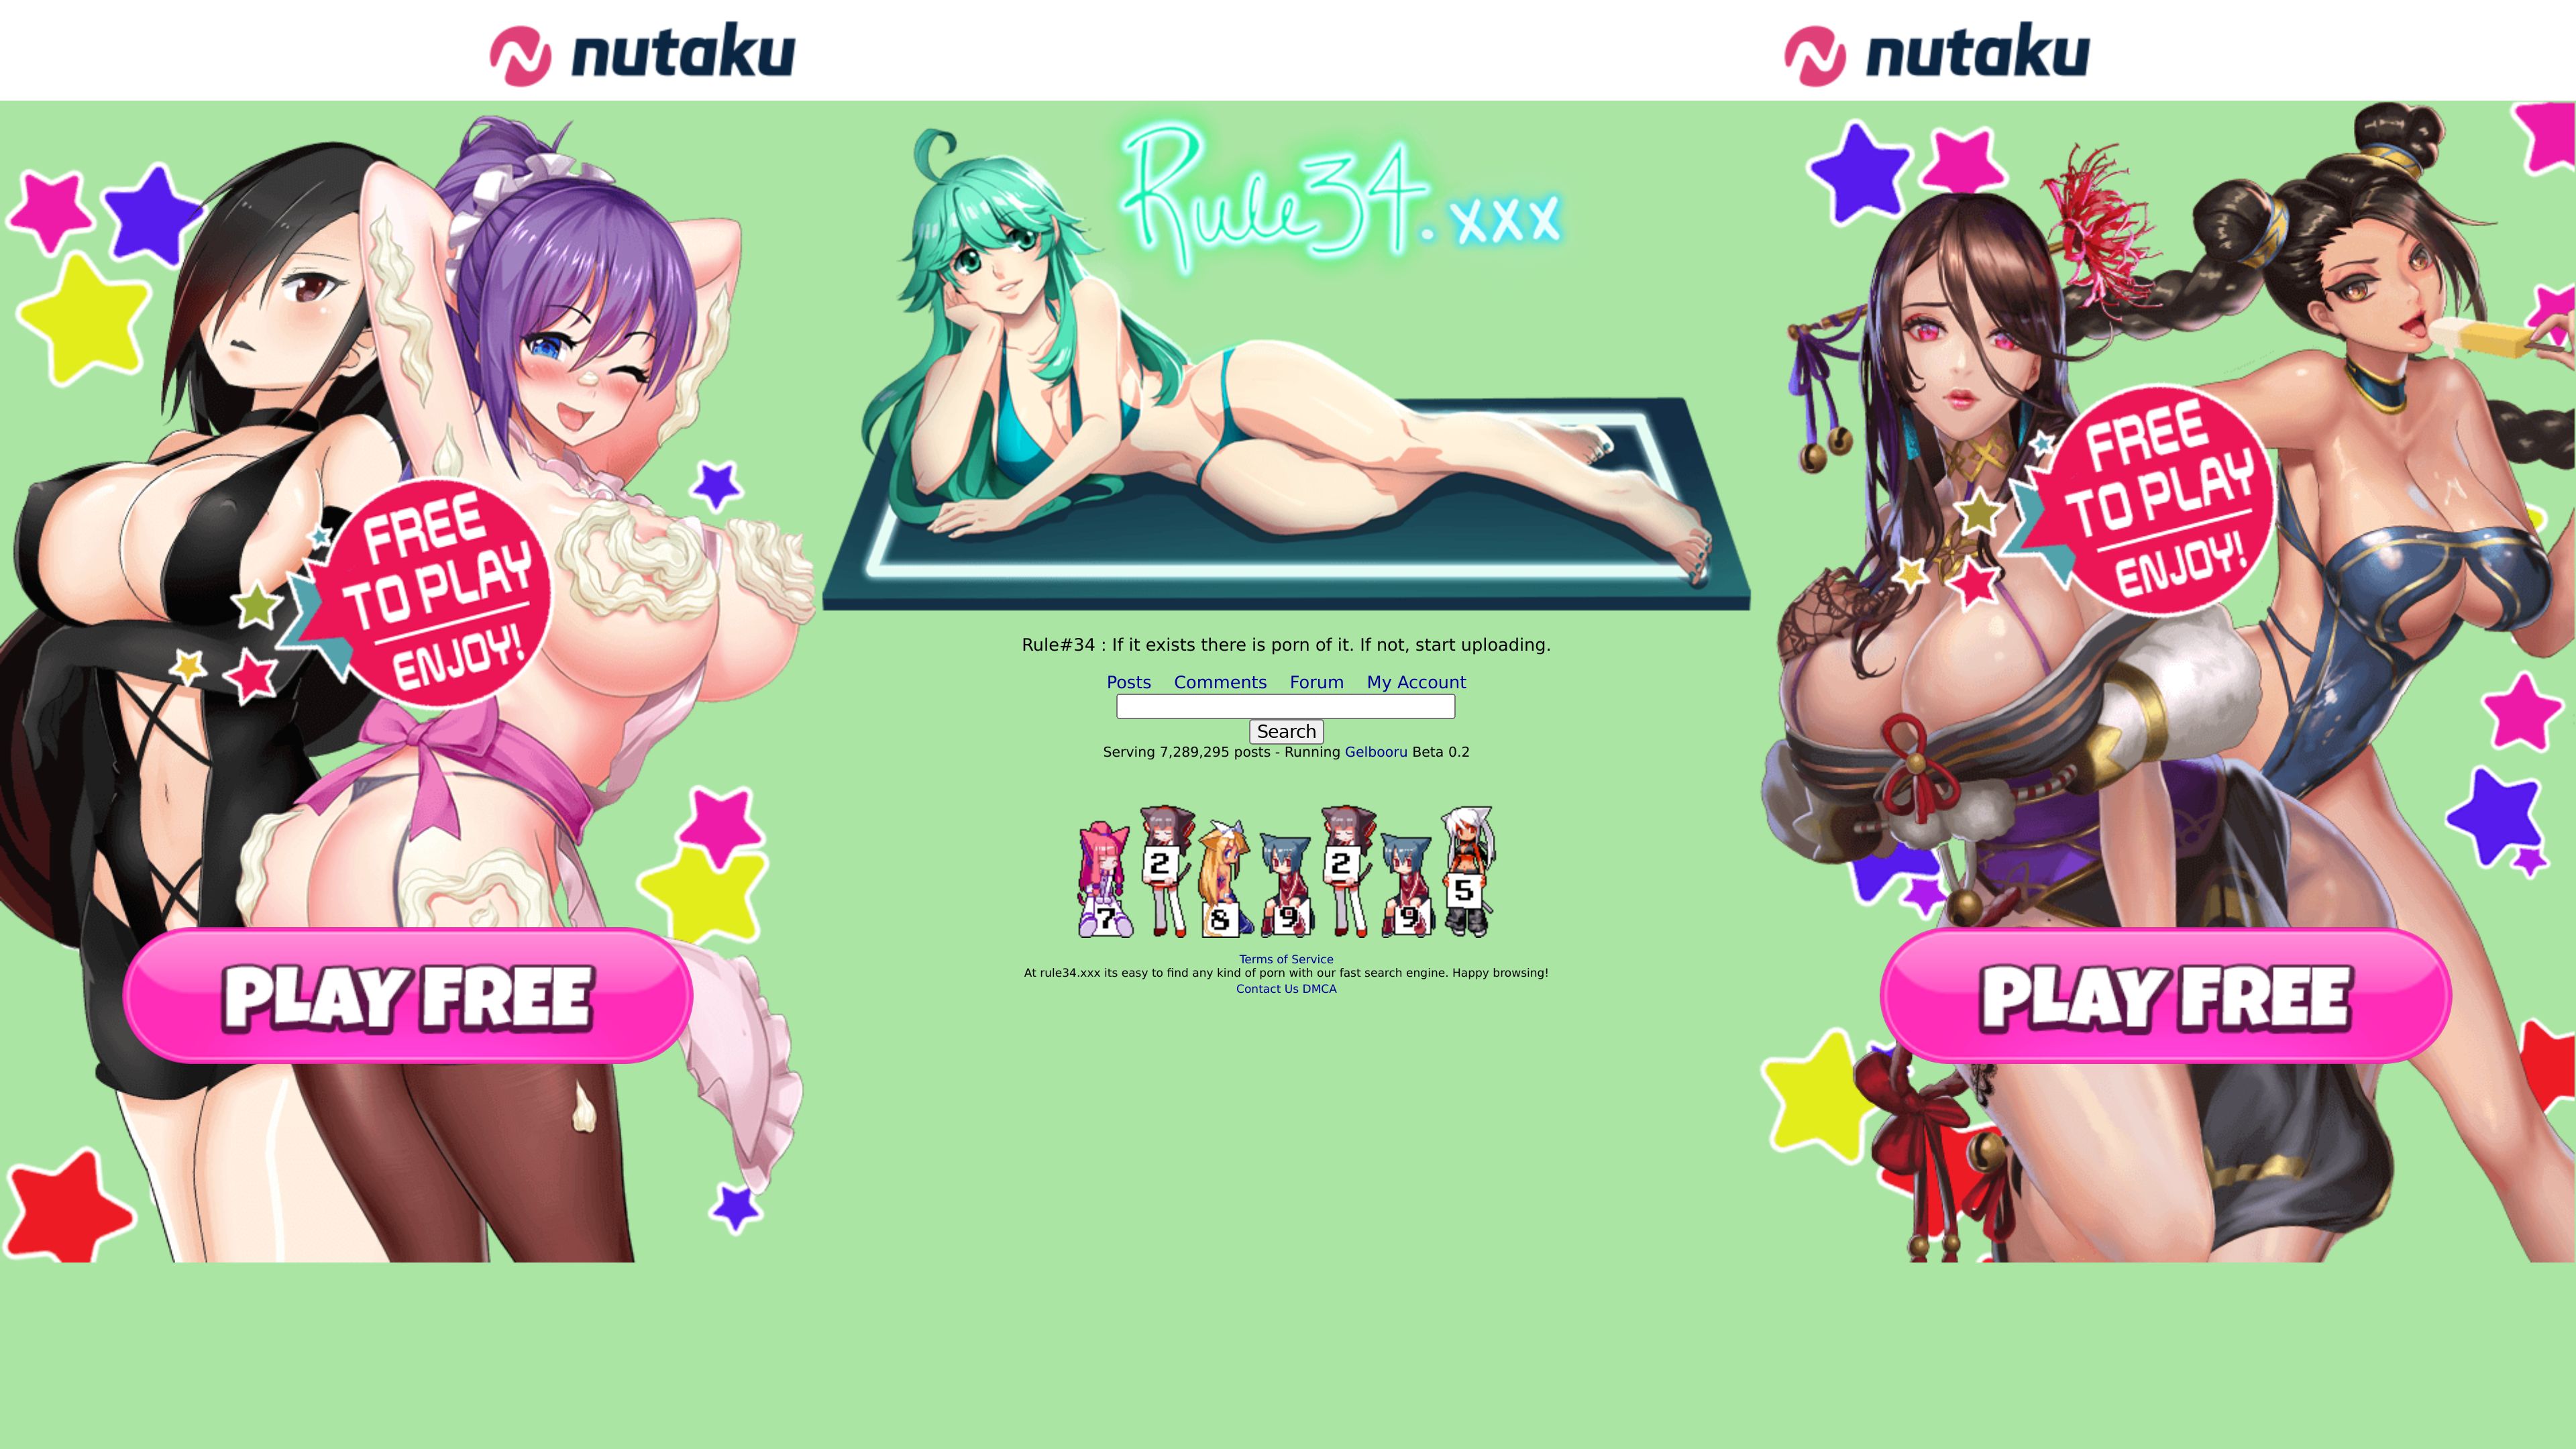 nutaku
nutaku
Rule34.xxx
FREE
TO PLAY
ENJOY!
FREE
TO PLAY
ENJOY!
Rule#34 : If it exists there is porn of it. If not, start uploading.
Posts Comments Forum My Account
Search
Serving 7,289,295 posts - Running Gelbooru Beta 0.2
7 2 8 9 2 9 5
Terms of Service
At rule34.xxx its easy to find any kind of porn with our fast search engine. Happy browsing!
Contact Us DMCA
PLAY FREE
PLAY FREE